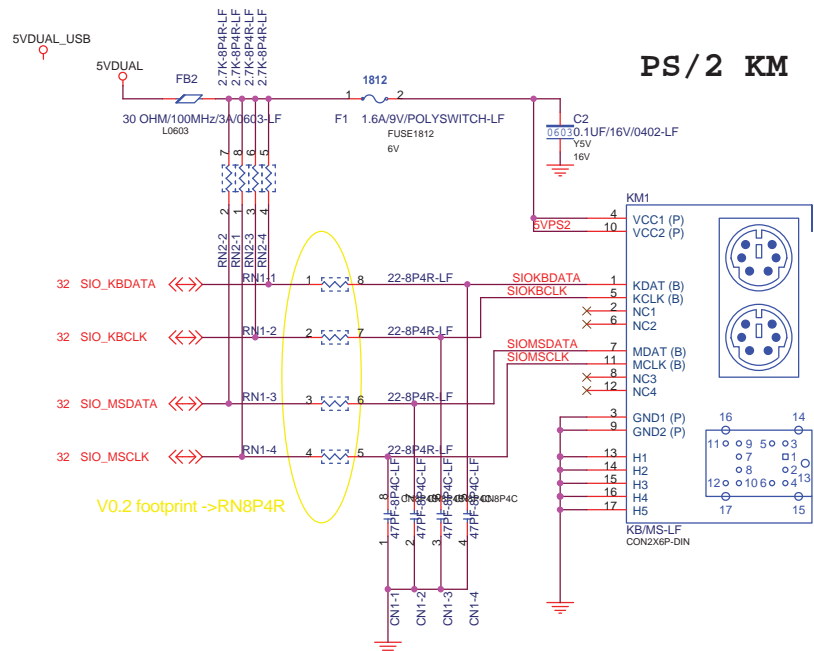 PS/2 KM
5VDUAL_USB
5VDUAL
FB2
30 OHM/100MHz/3A/0603-LF
L0603
2.7K-8P4R-LF
2.7K-8P4R-LF
2.7K-8P4R-LF
2.7K-8P4R-LF
1812
1
2
F1
1.6A/9V/POLYSWITCH-LF
FUSE1812
6V
C2
0603
0.1UF/16V/0402-LF
Y5V
16V
7
8
6
5
2
1
3
4
RN2-2
RN2-1
RN2-3
RN2-4
KM1
5VPS2
4 VCC1 (P)
10 VCC2 (P)
32 SIO_KBDATA RN1-1 1 8 22-8P4R-LF SIOKBDATA 1 KDAT (B)
SIOKBCLK 5 KCLK (B)
2 NC1
6 NC2
32 SIO_KBCLK RN1-2 2 7 22-8P4R-LF
SIOMSDATA 7 MDAT (B)
SIOMSCLK 11 MCLK (B)
8 NC3
12 NC4
32 SIO_MSDATA RN1-3 3 6 22-8P4R-LF
3 GND1 (P)
9 GND2 (P)
32 SIO_MSCLK RN1-4 4 5 22-8P4R-LF
13 H1
14 H2
15 H3
16 H4
17 H5
KB/MS-LF
CON2X6P-DIN
16 14
11 9 5 3
7 1
8 2
12 10 6 4 13
17 15
V0.2 footprint ->RN8P4R
8
47PF-8P4C-LF
47PF-8P4C-LF
47PF-8P4C-LF
47PF-8P4C-LF
1
2
3
4
CN1-1
CN1-2
CN1-3
CN1-4